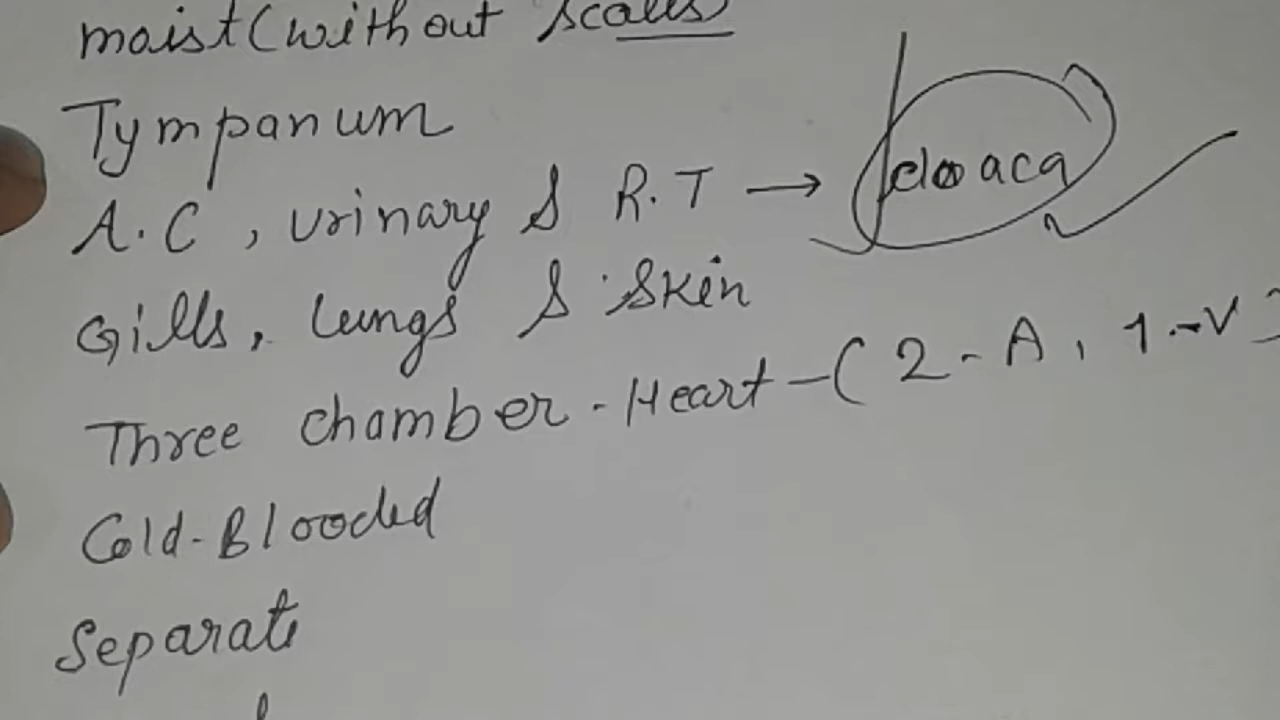 moist (without scales)
Tympanum
A.C, urinary & R.T → cloaca
Gills, lungs & skin
Three chamber - Heart - ( 2 - A, 1 - V )
Cold - Blooded
Separate